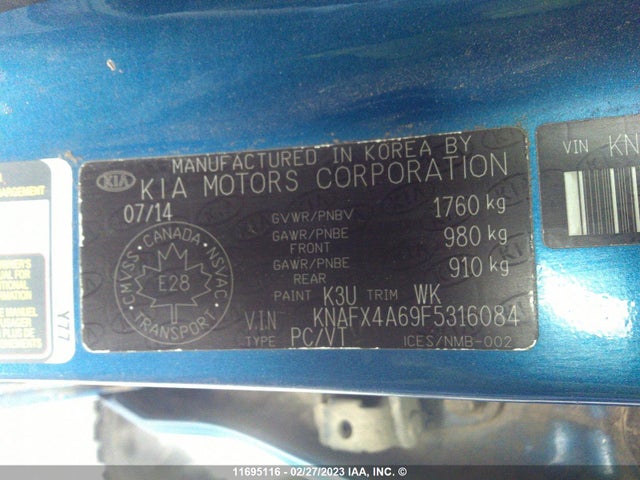 MANUFACTURED IN KOREA BY
KIA KIA MOTORS CORPORATION
07/14
GVWR/PNBV 1760 kg
GAWR/PNBE FRONT 980 kg
GAWR/PNBE REAR 910 kg
CANADA
CMVSS NSVAC
E28
TRANSPORT
PAINT K3U TRIM WK
V.I.N KNAFX4A69F5316084
TYPE PC/VT ICES/NMB-002
VIN KN
ARGEMENT
Y77
11695116 - 02/27/2023 IAA, INC. ©